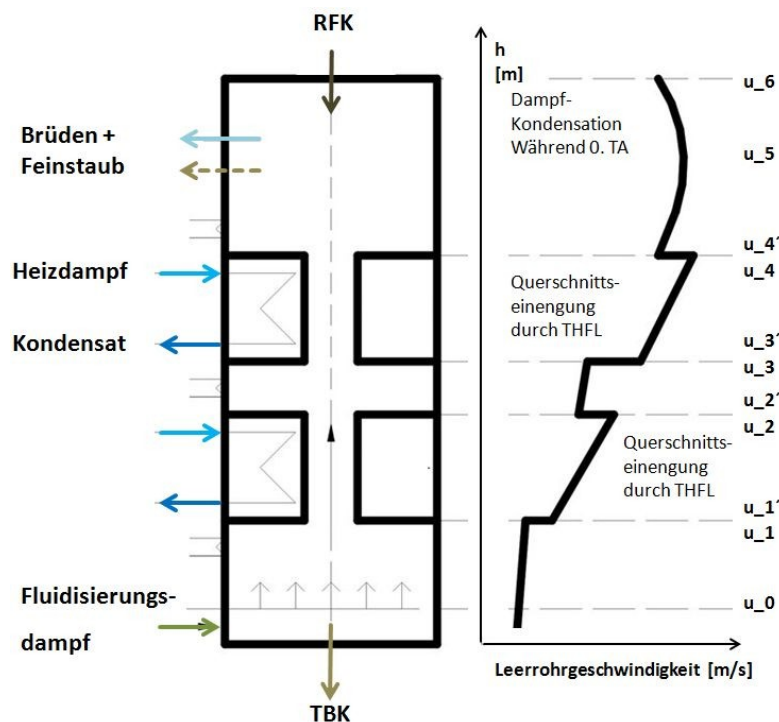 RFK
Brüden +
Feinstaub
Heizdampf
Kondensat
Fluidisierungs-
dampf
TBK
h
[m]
Dampf-
Kondensation
Während 0. TA
Querschnitts-
einengung
durch THFL
Querschnitts-
einengung
durch THFL
u_6
u_5
u_4´
u_4
u_3´
u_3
u_2´
u_2
u_1´
u_1
u_0
Leerrohrgeschwindigkeit [m/s]